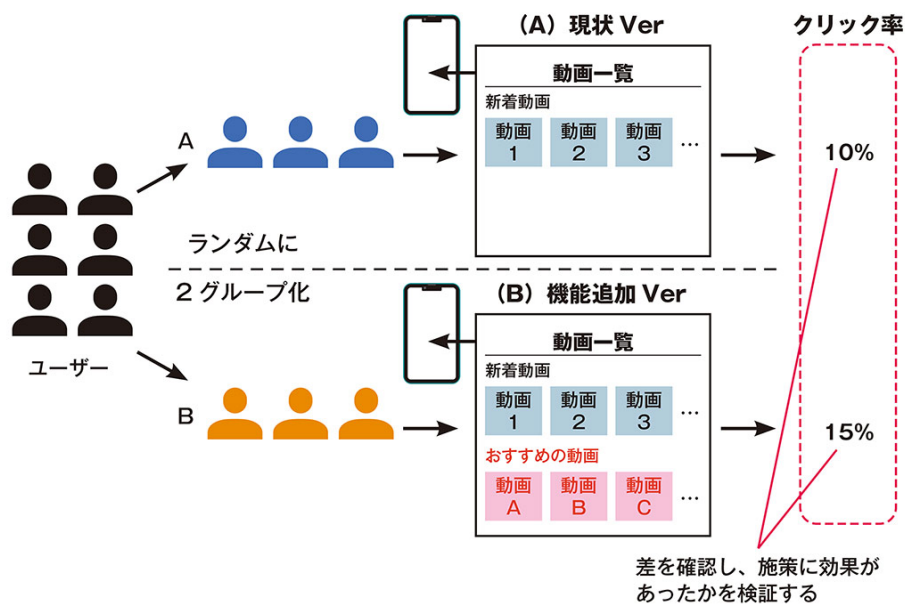 (A)現状 Ver
クリック率
動画一覧
新着動画
動画
1
動画
2
動画
3
…
A
10%
ランダムに
2 グループ化
ユーザー
(B)機能追加 Ver
動画一覧
新着動画
動画
1
動画
2
動画
3
…
B
15%
おすすめの動画
動画
A
動画
B
動画
C
…
差を確認し、施策に効果が
あったかを検証する